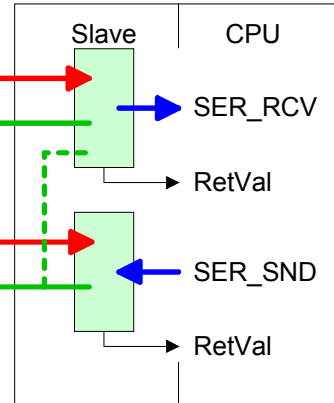 Slave CPU
SER_RCV
RetVal
SER_SND
RetVal